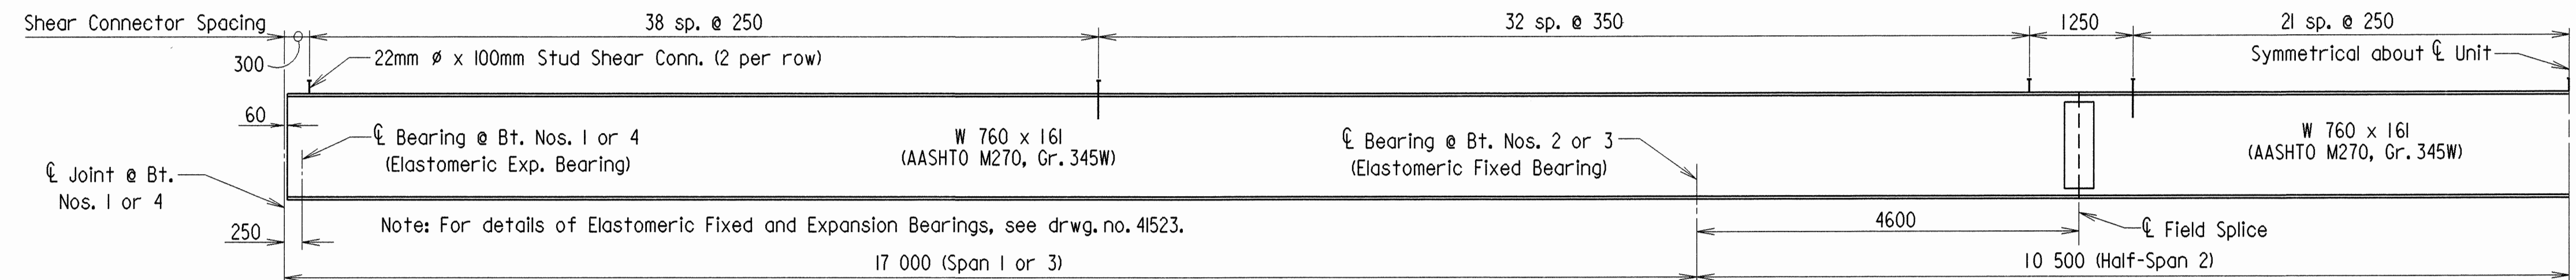 Shear Connector Spacing
38 sp. @ 250
32 sp. @ 350
1250
21 sp. @ 250
300
22mm ø x 100mm Stud Shear Conn. (2 per row)
Symmetrical about ℄ Unit
60
℄ Bearing @ Bt. Nos. 1 or 4
(Elastomeric Exp. Bearing)
W 760 x 161
(AASHTO M270, Gr. 345W)
℄ Bearing @ Bt. Nos. 2 or 3
(Elastomeric Fixed Bearing)
W 760 x 161
(AASHTO M270, Gr. 345W)
℄ Joint @ Bt.
Nos. 1 or 4
250
Note: For details of Elastomeric Fixed and Expansion Bearings, see drwg. no. 41523.
4600
℄ Field Splice
17 000 (Span 1 or 3)
10 500 (Half-Span 2)